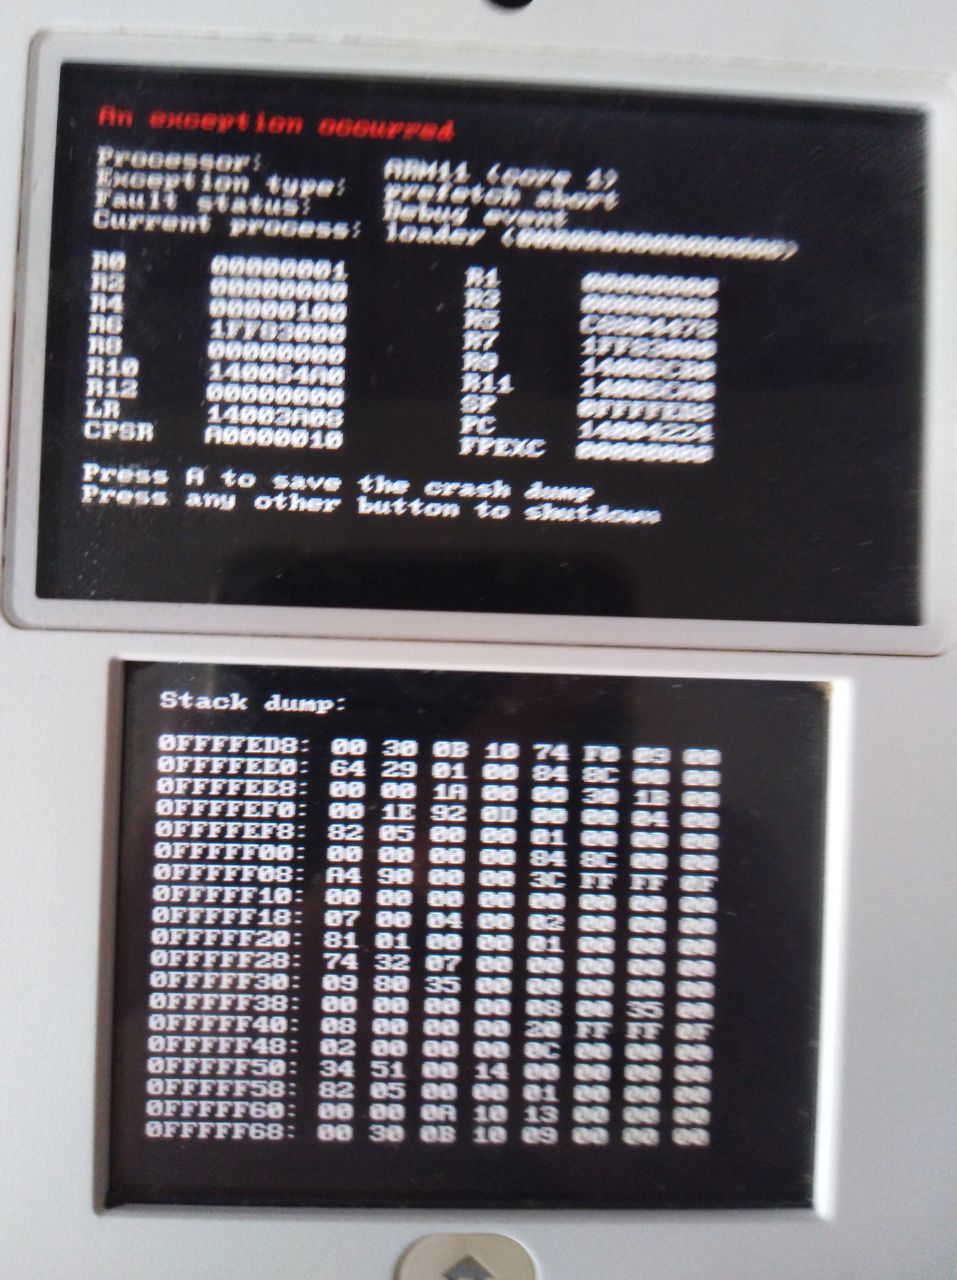 An exception occurred
Processor: ARM11 (core 1)
Exception type: prefetch abort
Fault status: Debug event
Current process: loader (0000000000000000)
R0 00000001 R1 00000000
R2 00000000 R3 00000000
R4 00000100 R5
R6 1FF83000 R7 1FF83000
R8 00000000 R9
R10 140064A0 R11
R12 00000000 SP 0FFFFED8
LR 14003A08 PC 14004224
CPSR A0000010 FPEXC 00000000
Press A to save the crash dump
Press any other button to shutdown
Stack dump:
0FFFFED8: 00 30 0B 10 74 F0 09 00
0FFFFEE0: 64 29 01 00 84 8C 00 00
0FFFFEE8: 00 00 1A 00 00 30 1B 00
0FFFFEF0: 00 1E 92 0D 00 00 04 00
0FFFFEF8: 82 05 00 00 01 00 00 00
0FFFFF00: 00 00 00 00 84 8C 00 00
0FFFFF08: A4 90 00 00 3C FF FF 0F
0FFFFF10: 00 00 00 00 00 00 00 00
0FFFFF18: 07 00 04 00 02 00 00 00
0FFFFF20: 81 01 00 00 01 00 00 00
0FFFFF28: 74 32 07 00 00 00 00 00
0FFFFF30: 09 80 35 00 00 00 00 00
0FFFFF38: 00 00 00 00 08 00 35 00
0FFFFF40: 08 00 00 00 20 FF FF 0F
0FFFFF48: 02 00 00 00 0C 00 00 00
0FFFFF50: 34 51 00 14 00 00 00 00
0FFFFF58: 82 05 00 00 01 00 00 00
0FFFFF60: 00 00 0A 10 13 00 00 00
0FFFFF68: 00 30 0B 10 09 00 00 00